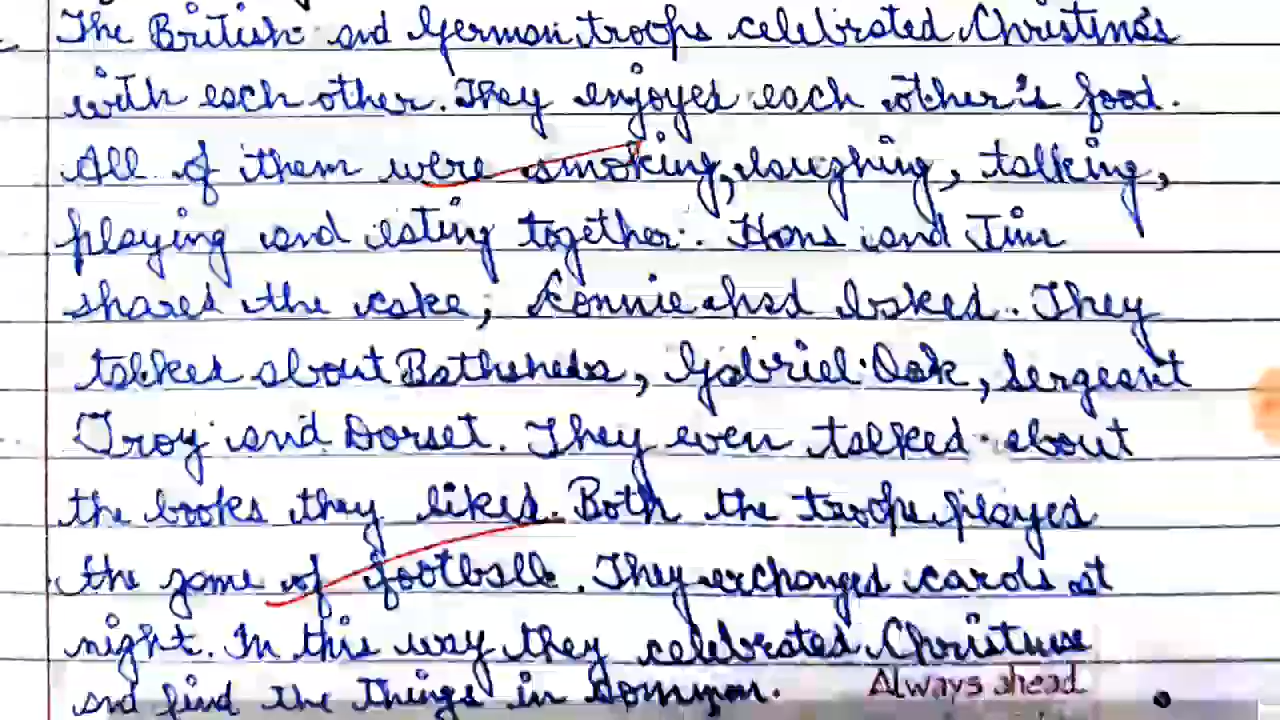 The British and German troops celebrated Christmas
with each other. They enjoyed each other's food.
All of them were smoking, laughing, talking,
playing and eating together. Hans and Jim
shared the cake, Connie had baked. They
talked about Bathsheba, Gabriel Oak, Sergeant
Troy and Dorset. They even talked about
the books they liked. Both the troops played
the game of football. They exchanged carols at
night. In this way they celebrated Christmas
and find the things in common.
Always ahead